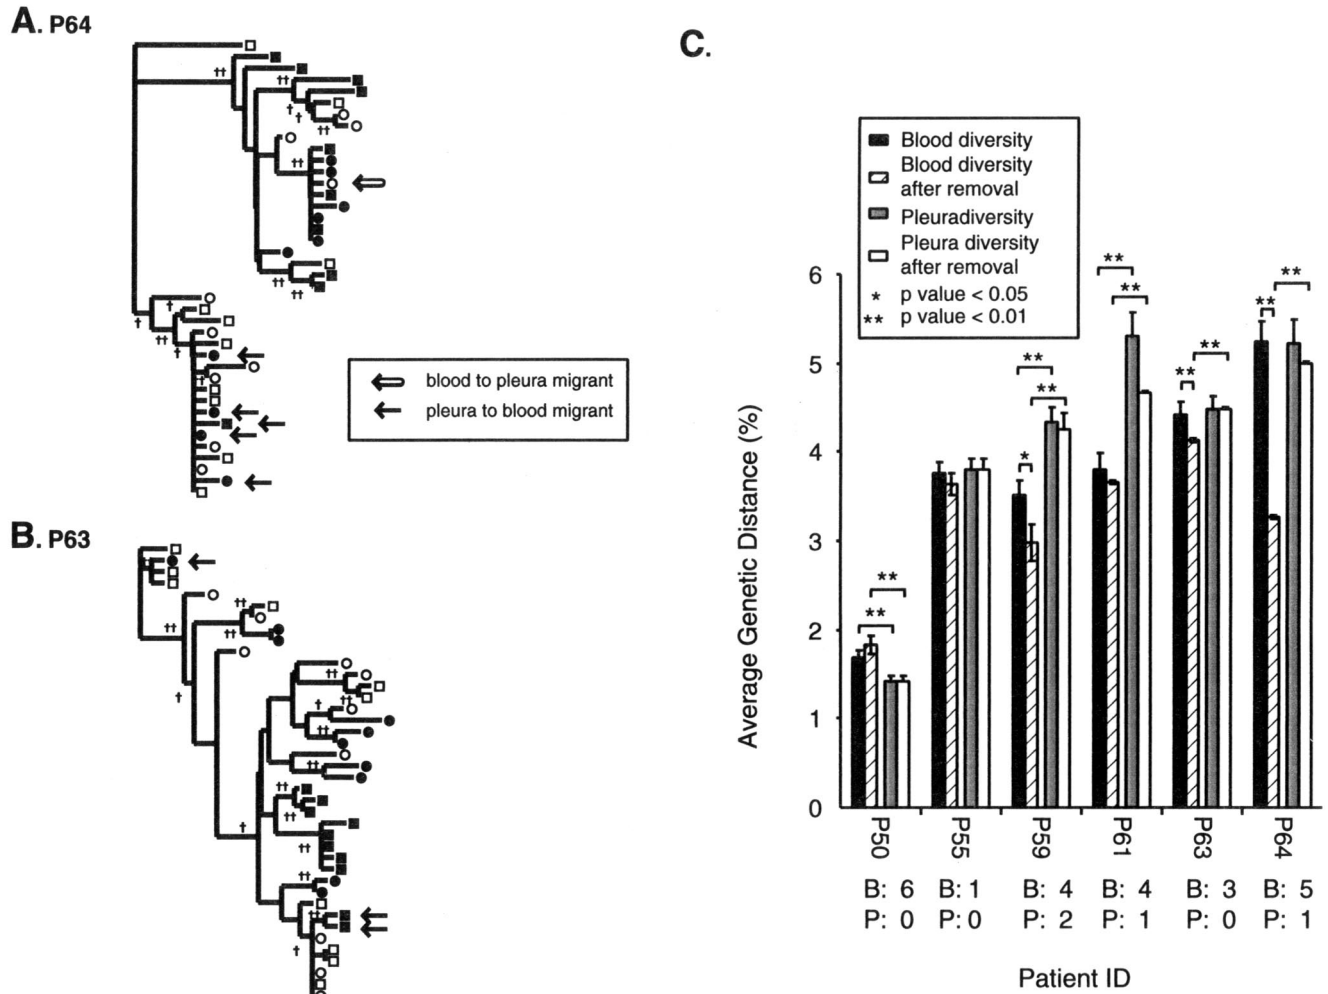 A. P64
††
††
†
†
††
††
††
††
†
†
††
†
†
blood to pleura migrant
pleura to blood migrant
B. P63
††
††
††
†
††
††
†
††
††
††
††
†
††
††
††
†
C.
Blood diversity
Blood diversity
after removal
Pleuradiversity
Pleura diversity
after removal
* p value < 0.05
** p value < 0.01
Average Genetic Distance (%)
6
5
4
3
2
1
0
**
**
**
**
*
**
**
**
**
**
**
P50
P55
P59
P61
P63
P64
B: 6 B: 1 B: 4 B: 4 B: 3 B: 5
P: 0 P: 0 P: 2 P: 1 P: 0 P: 1
Patient ID